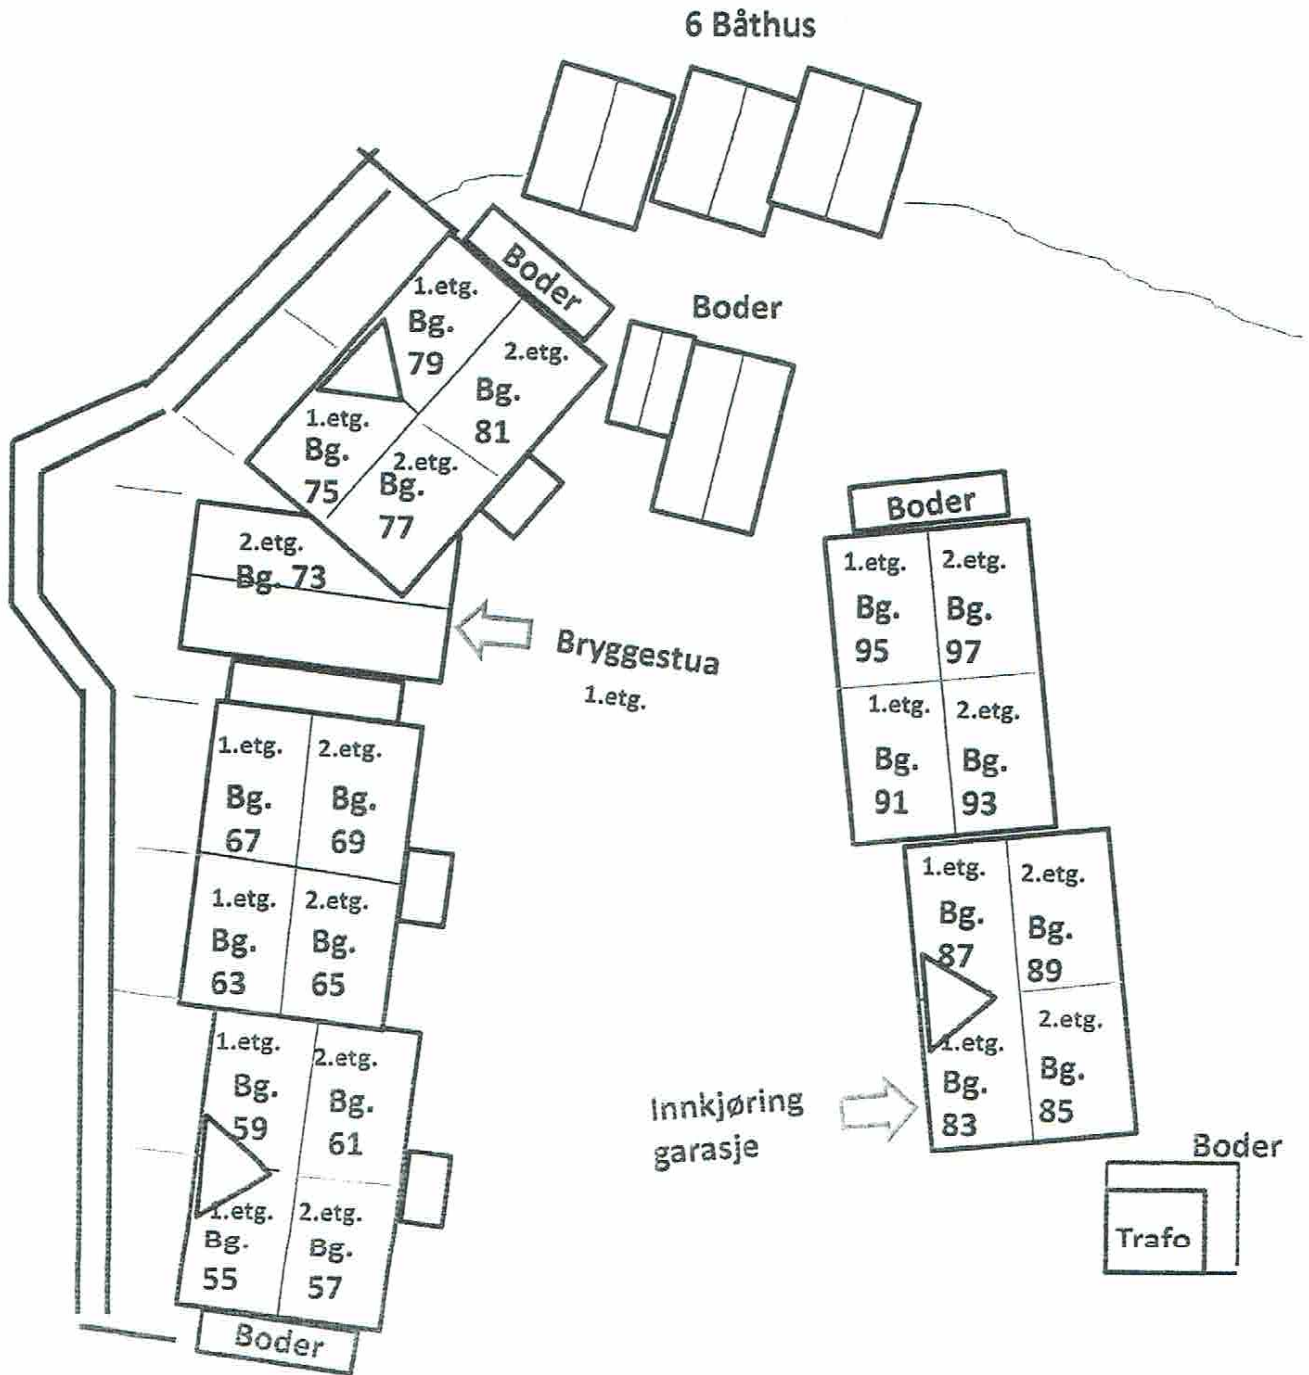 6 Båthus
Boder
Boder
1.etg.
Bg.
79
2.etg.
Bg.
81
1.etg.
Bg.
75
2.etg.
Bg.
77
2.etg.
Bg. 73
Bryggestua
1.etg.
1.etg.
Bg.
67
2.etg.
Bg.
69
1.etg.
Bg.
63
2.etg.
Bg.
65
1.etg.
Bg.
59
2.etg.
Bg.
61
1.etg.
Bg.
55
2.etg.
Bg.
57
Boder
Boder
1.etg.
Bg.
95
2.etg.
Bg.
97
1.etg.
Bg.
91
2.etg.
Bg.
93
1.etg.
Bg.
87
2.etg.
Bg.
89
1.etg.
Bg.
83
2.etg.
Bg.
85
Innkjøring
garasje
Boder
Trafo